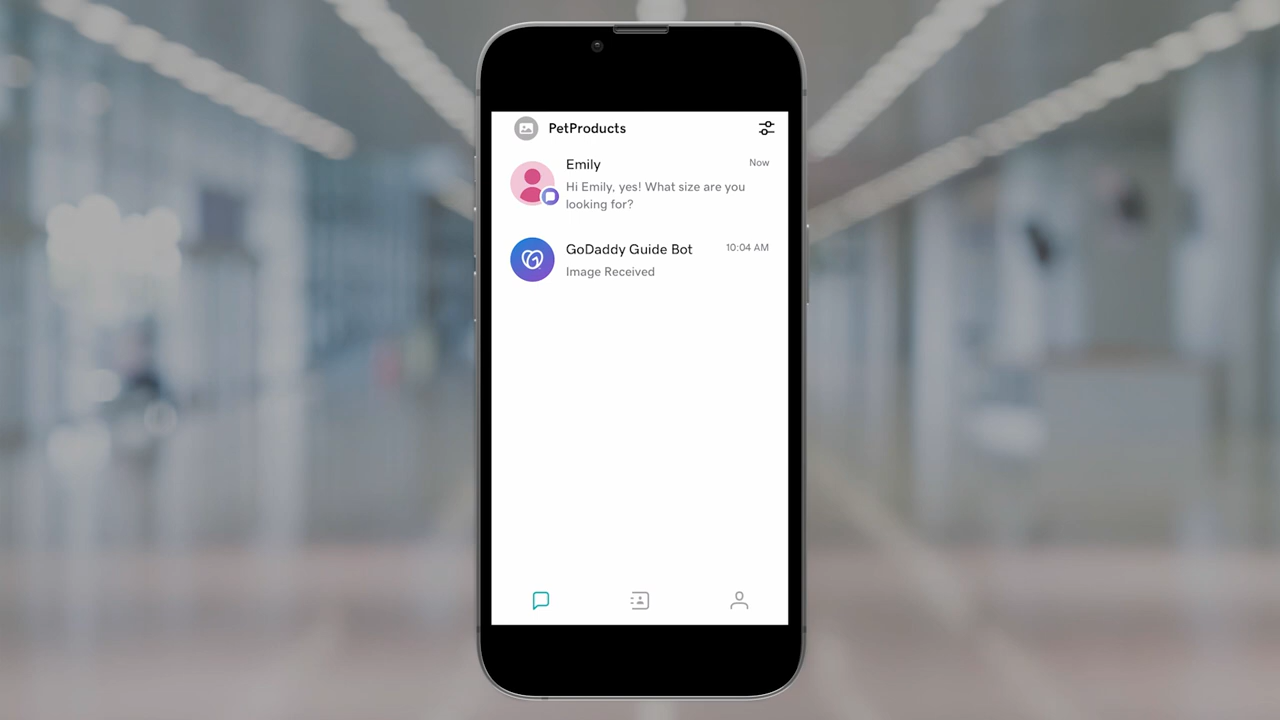 PetProducts
Emily
Now
Hi Emily, yes! What size are you
looking for?
GoDaddy Guide Bot
10:04 AM
Image Received